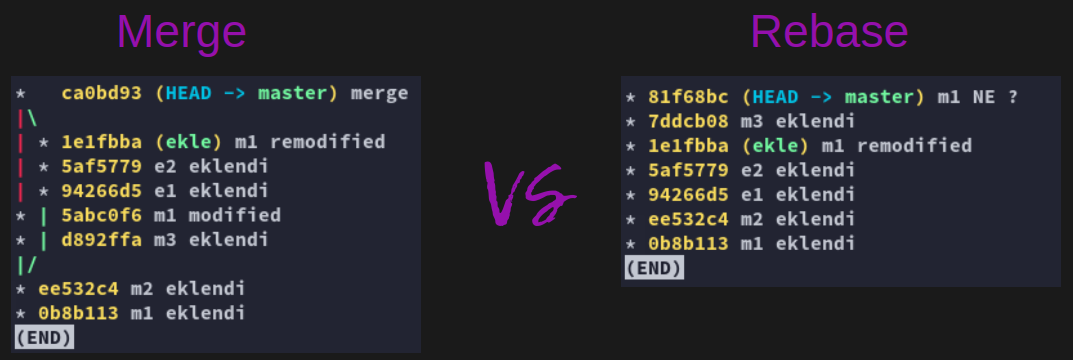 Merge
* ca0bd93 (HEAD -> master) merge
|\
| * 1e1fbba (ekle) m1 remodified
| * 5af5779 e2 eklendi
| * 94266d5 e1 eklendi
* | 5abc0f6 m1 modified
* | d892ffa m3 eklendi
|/
* ee532c4 m2 eklendi
* 0b8b113 m1 eklendi
(END)
VS
Rebase
* 81f68bc (HEAD -> master) m1 NE ?
* 7ddcb08 m3 eklendi
* 1e1fbba (ekle) m1 remodified
* 5af5779 e2 eklendi
* 94266d5 e1 eklendi
* ee532c4 m2 eklendi
* 0b8b113 m1 eklendi
(END)